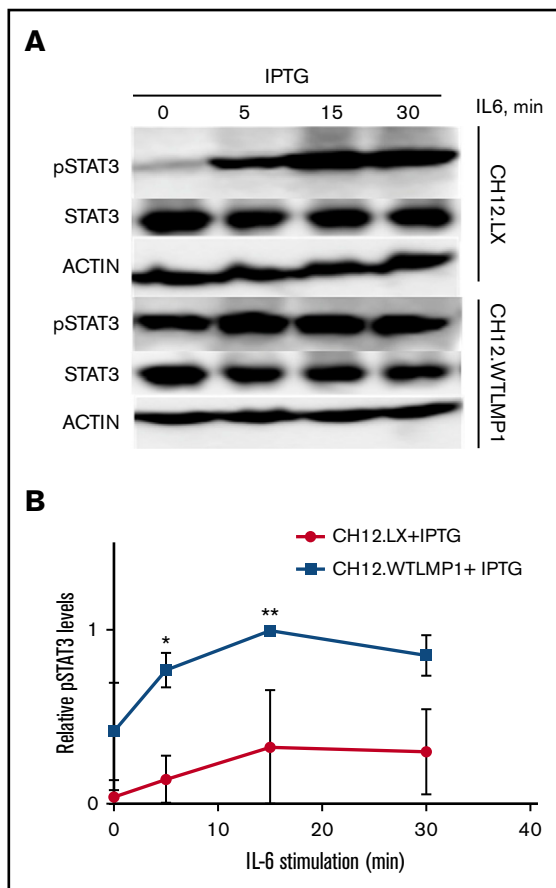 A
IPTG
0 5 15 30 IL6, min
pSTAT3
STAT3
ACTIN
CH12.LX
pSTAT3
STAT3
ACTIN
CH12.WTLMP1
B
CH12.LX+IPTG
CH12.WTLMP1+ IPTG
Relative pSTAT3 levels
1
0
* **
0 10 20 30 40
IL-6 stimulation (min)